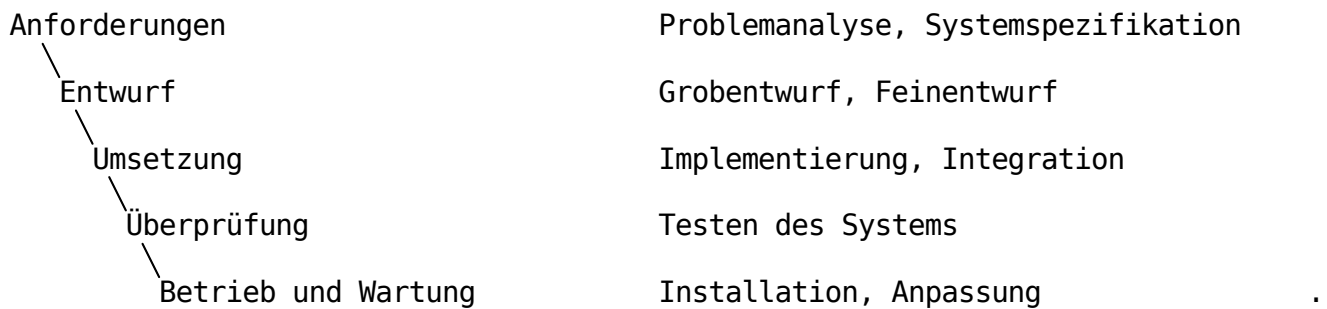 Anforderungen Problemanalyse, Systemspezifikation
Entwurf Grobentwurf, Feinentwurf
Umsetzung Implementierung, Integration
Überprüfung Testen des Systems
Betrieb und Wartung Installation, Anpassung .